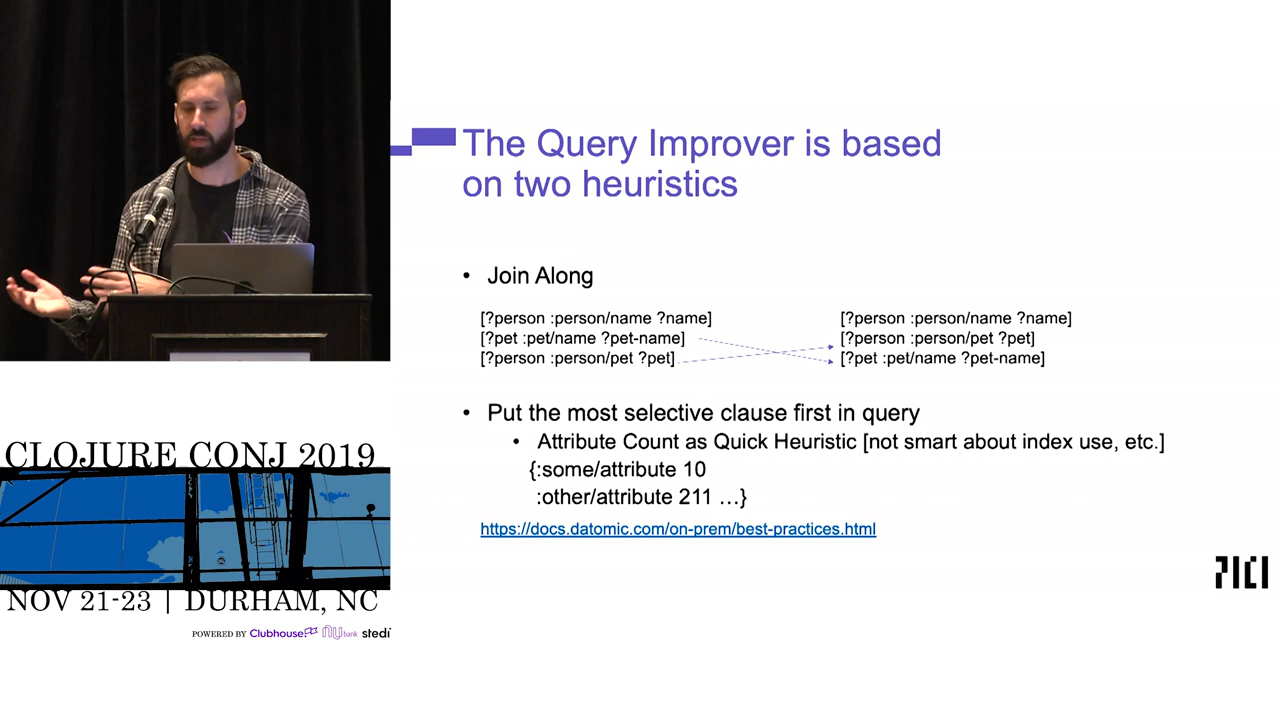 The Query Improver is based
on two heuristics
• Join Along
[?person :person/name ?name]
[?pet :pet/name ?pet-name]
[?person :person/pet ?pet]
[?person :person/name ?name]
[?person :person/pet ?pet]
[?pet :pet/name ?pet-name]
• Put the most selective clause first in query
• Attribute Count as Quick Heuristic [not smart about index use, etc.]
{:some/attribute 10
:other/attribute 211 …}
https://docs.datomic.com/on-prem/best-practices.html
PICI
CLOJURE CONJ 2019
NOV 21-23 | DURHAM, NC
POWERED BY Clubhouse nu bank stedi